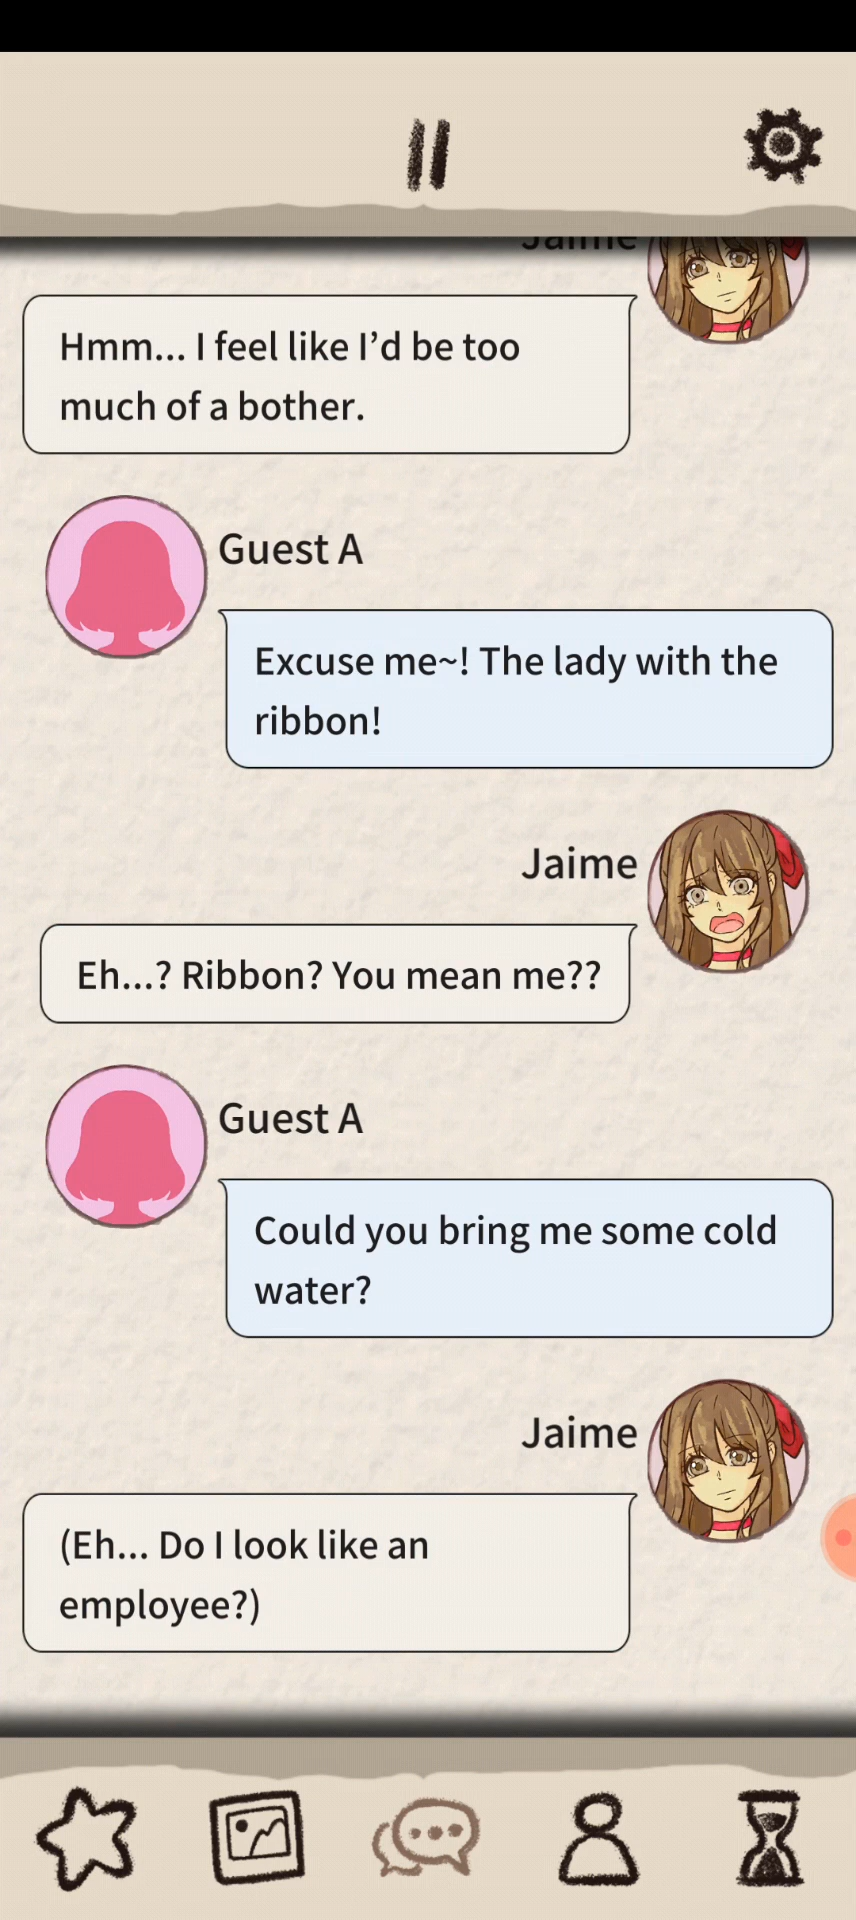 Jaime
Hmm... I feel like I’d be too
much of a bother.
Guest A
Excuse me~! The lady with the
ribbon!
Jaime
Eh...? Ribbon? You mean me??
Guest A
Could you bring me some cold
water?
Jaime
(Eh... Do I look like an
employee?)